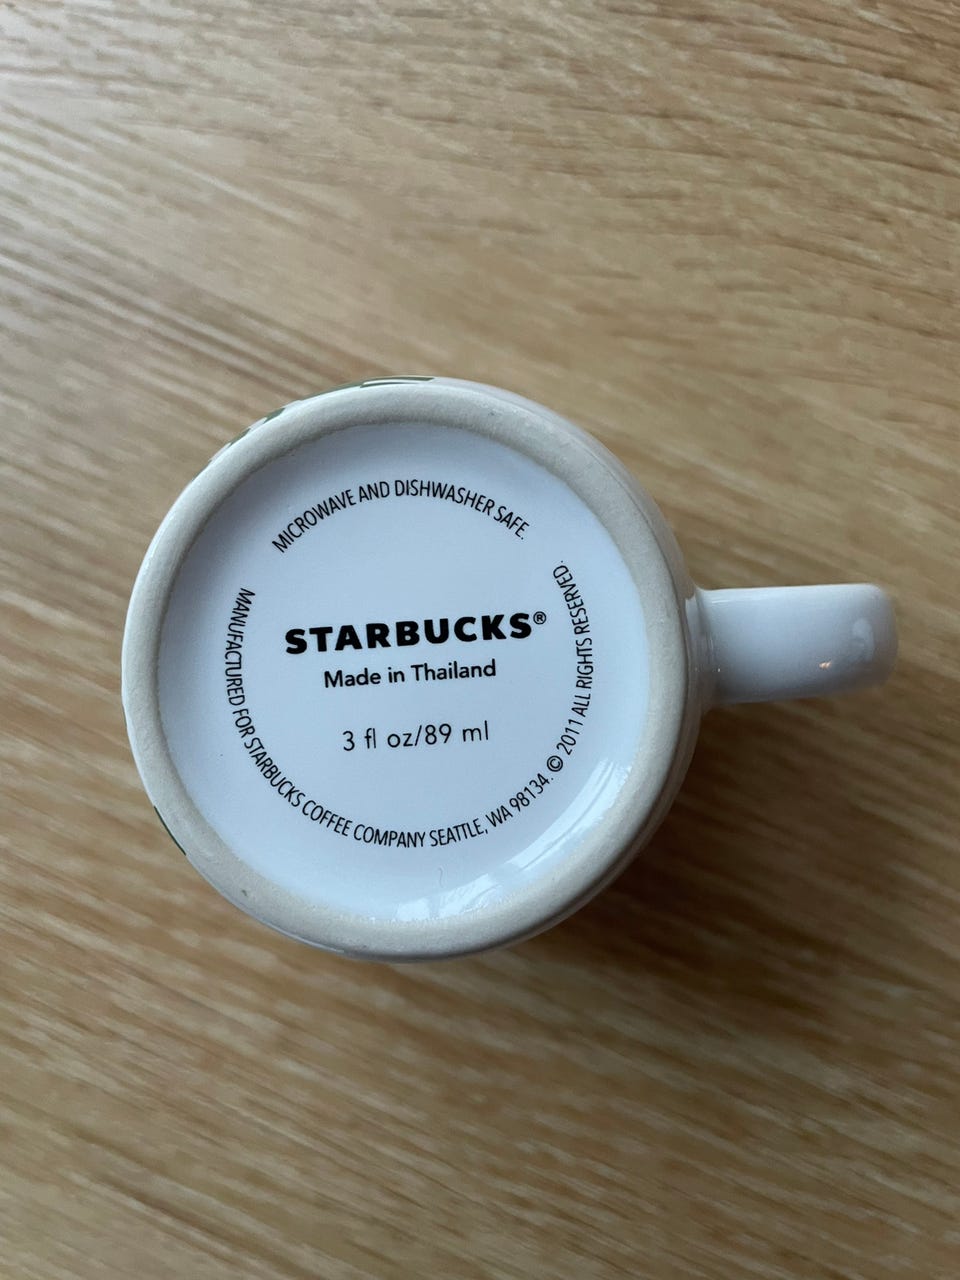 MICROWAVE AND DISHWASHER SAFE.
STARBUCKS®
Made in Thailand
3 fl oz/89 ml
MANUFACTURED FOR STARBUCKS COFFEE COMPANY SEATTLE, WA 98134. © 2011 ALL RIGHTS RESERVED.